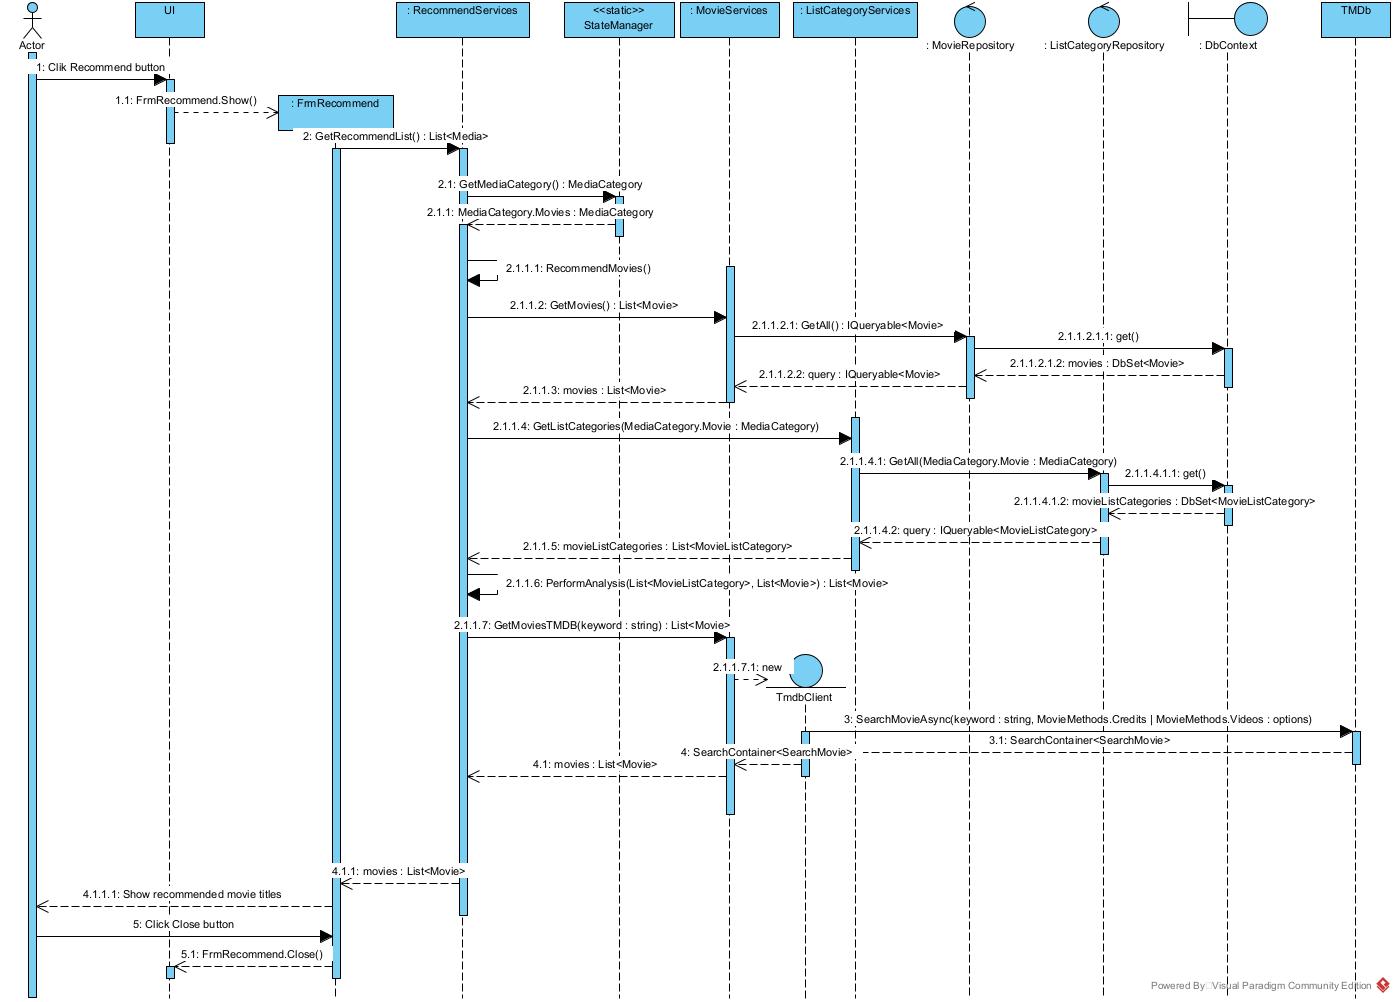 UI
: RecommendServices
<<static>>
StateManager
: MovieServices
: ListCategoryServices
TMDb
Actor
: MovieRepository
: ListCategoryRepository
: DbContext
1: Clik Recommend button
1.1: FrmRecommend.Show()
: FrmRecommend
2: GetRecommendList() : List<Media>
2.1: GetMediaCategory() : MediaCategory
2.1.1: MediaCategory.Movies : MediaCategory
2.1.1.1: RecommendMovies()
2.1.1.2: GetMovies() : List<Movie>
2.1.1.2.1: GetAll() : IQueryable<Movie>
2.1.1.2.1.1: get()
2.1.1.2.1.2: movies : DbSet<Movie>
2.1.1.2.2: query : IQueryable<Movie>
2.1.1.3: movies : List<Movie>
2.1.1.4: GetListCategories(MediaCategory.Movie : MediaCategory)
2.1.1.4.1: GetAll(MediaCategory.Movie : MediaCategory)
2.1.1.4.1.1: get()
2.1.1.4.1.2: movieListCategories : DbSet<MovieListCategory>
2.1.1.4.2: query : IQueryable<MovieListCategory>
2.1.1.5: movieListCategories : List<MovieListCategory>
2.1.1.6: PerformAnalysis(List<MovieListCategory>, List<Movie>) : List<Movie>
2.1.1.7: GetMoviesTMDB(keyword : string) : List<Movie>
2.1.1.7.1: new
TmdbClient
3: SearchMovieAsync(keyword : string, MovieMethods.Credits | MovieMethods.Videos : options)
3.1: SearchContainer<SearchMovie>
4: SearchContainer<SearchMovie>
4.1: movies : List<Movie>
4.1.1: movies : List<Movie>
4.1.1.1: Show recommended movie titles
5: Click Close button
5.1: FrmRecommend.Close()
Powered By Visual Paradigm Community Edition